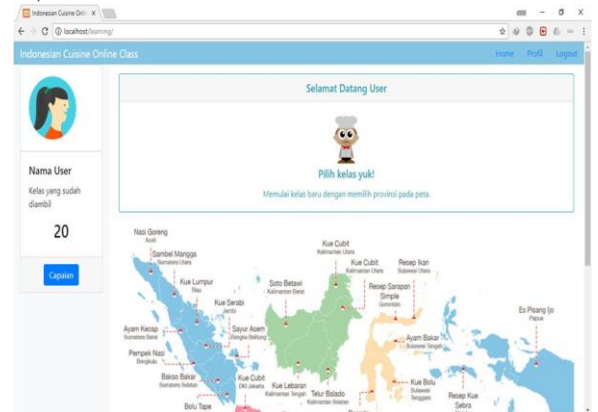 Indonesian Cuisine Onli
localhost/learning/
Indonesian Cuisine Online Class
Home Profil Logout
Selamat Datang User
Pilih kelas yuk!
Memulai kelas baru dengan memilih provinsi pada peta.
Nama User
Kelas yang sudah
diambil
20
Capaian
Nasi Goreng
Aceh
Sambel Mangga
Sumatera Utara
Kue Lumpur
Riau
Kue Serabi
Jambi
Ayam Kecap
Sumatera Barat
Sayur Asem
Bangka Belitung
Pempek Nasi
Bengkulu
Bakso Bakar
Sumatera Selatan
Kue Cubit
DKI Jakarta
Bolu Tape
Soto Betawi
Kalimantan Barat
Kue Cubit
Kalimantan Utara
Kue Cubit
Kalimantan Utara
Kue Lebaran
Kalimantan Tengah
Telur Balado
Kalimantan Selatan
Resep Ikan
Sulawesi Utara
Resep Sarapan
Simple
Gorontalo
Ayam Bakar
Sulawesi Tengah
Kue Bolu
Sulawesi
Tenggara
Resep Kue
Sabra
Es Pisang Ijo
Papua